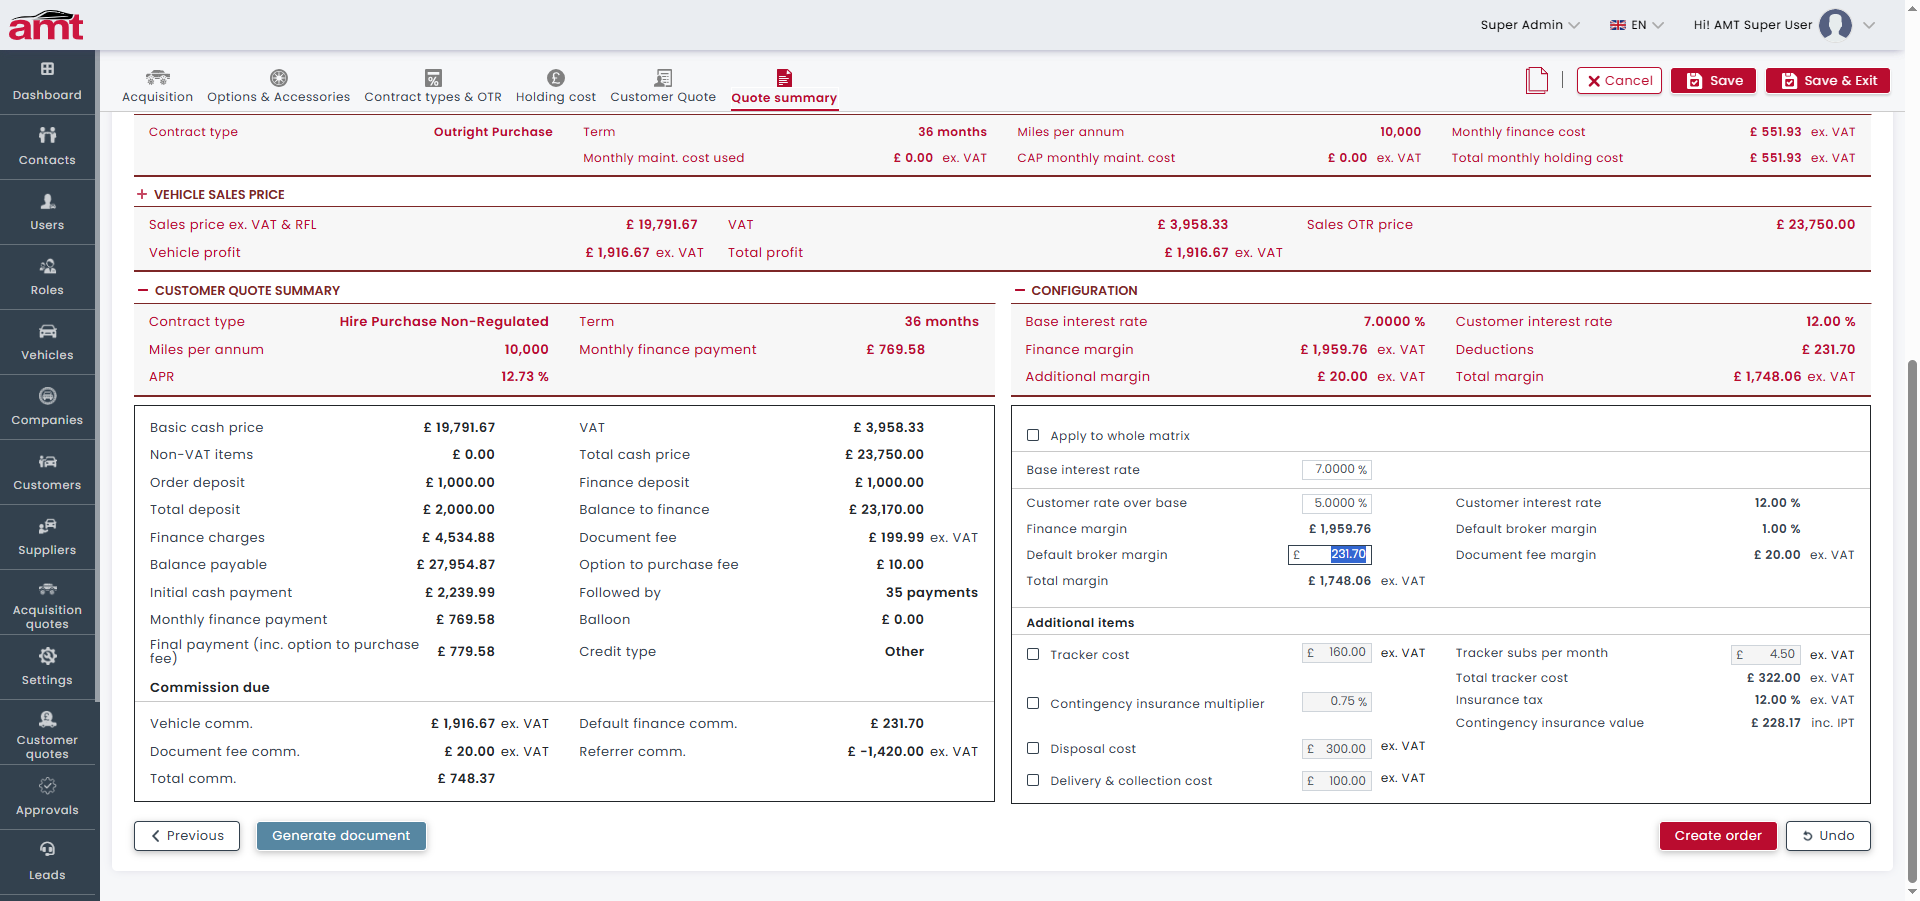 amt
Super Admin
EN
Hi! AMT Super User
Dashboard
Contacts
Users
Roles
Vehicles
Companies
Customers
Suppliers
Acquisition
quotes
Settings
Customer
quotes
Approvals
Leads
Acquisition
Options & Accessories
Contract types & OTR
Holding cost
Customer Quote
Quote summary
Cancel
Save
Save & Exit
Contract type Outright Purchase Term 36 months Miles per annum 10,000 Monthly finance cost £ 551.93 ex. VAT
Monthly maint. cost used £ 0.00 ex. VAT CAP monthly maint. cost £ 0.00 ex. VAT Total monthly holding cost £ 551.93 ex. VAT
+ VEHICLE SALES PRICE
Sales price ex. VAT & RFL £ 19,791.67 VAT £ 3,958.33 Sales OTR price £ 23,750.00
Vehicle profit £ 1,916.67 ex. VAT Total profit £ 1,916.67 ex. VAT
− CUSTOMER QUOTE SUMMARY
Contract type Hire Purchase Non-Regulated Term 36 months
Miles per annum 10,000 Monthly finance payment £ 769.58
APR 12.73 %
Basic cash price £ 19,791.67 VAT £ 3,958.33
Non-VAT items £ 0.00 Total cash price £ 23,750.00
Order deposit £ 1,000.00 Finance deposit £ 1,000.00
Total deposit £ 2,000.00 Balance to finance £ 23,170.00
Finance charges £ 4,534.88 Document fee £ 199.99 ex. VAT
Balance payable £ 27,954.87 Option to purchase fee £ 10.00
Initial cash payment £ 2,239.99 Followed by 35 payments
Monthly finance payment £ 769.58 Balloon £ 0.00
Final payment (inc. option to purchase
fee) £ 779.58 Credit type Other
Commission due
Vehicle comm. £ 1,916.67 ex. VAT Default finance comm. £ 231.70
Document fee comm. £ 20.00 ex. VAT Referrer comm. £ -1,420.00 ex. VAT
Total comm. £ 748.37
− CONFIGURATION
Base interest rate 7.0000 % Customer interest rate 12.00 %
Finance margin £ 1,959.76 ex. VAT Deductions £ 231.70
Additional margin £ 20.00 ex. VAT Total margin £ 1,748.06 ex. VAT
Apply to whole matrix
Base interest rate 7.0000 %
Customer rate over base 5.0000 % Customer interest rate 12.00 %
Finance margin £ 1,959.76 Default broker margin 1.00 %
Default broker margin £ 231.70 Document fee margin £ 20.00 ex. VAT
Total margin £ 1,748.06 ex. VAT
Additional items
Tracker cost £ 160.00 ex. VAT Tracker subs per month £ 4.50 ex. VAT
Total tracker cost £ 322.00 ex. VAT
Contingency insurance multiplier 0.75 % Insurance tax 12.00 % ex. VAT
Contingency insurance value £ 228.17 inc. IPT
Disposal cost £ 300.00 ex. VAT
Delivery & collection cost £ 100.00 ex. VAT
Previous
Generate document
Create order
Undo